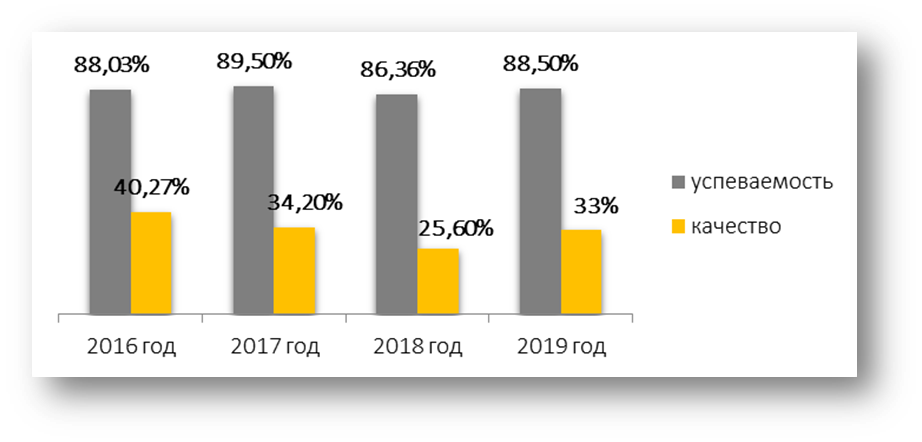 88,03%
89,50%
86,36%
88,50%
40,27%
34,20%
25,60%
33%
успеваемость
качество
2016 год
2017 год
2018 год
2019 год